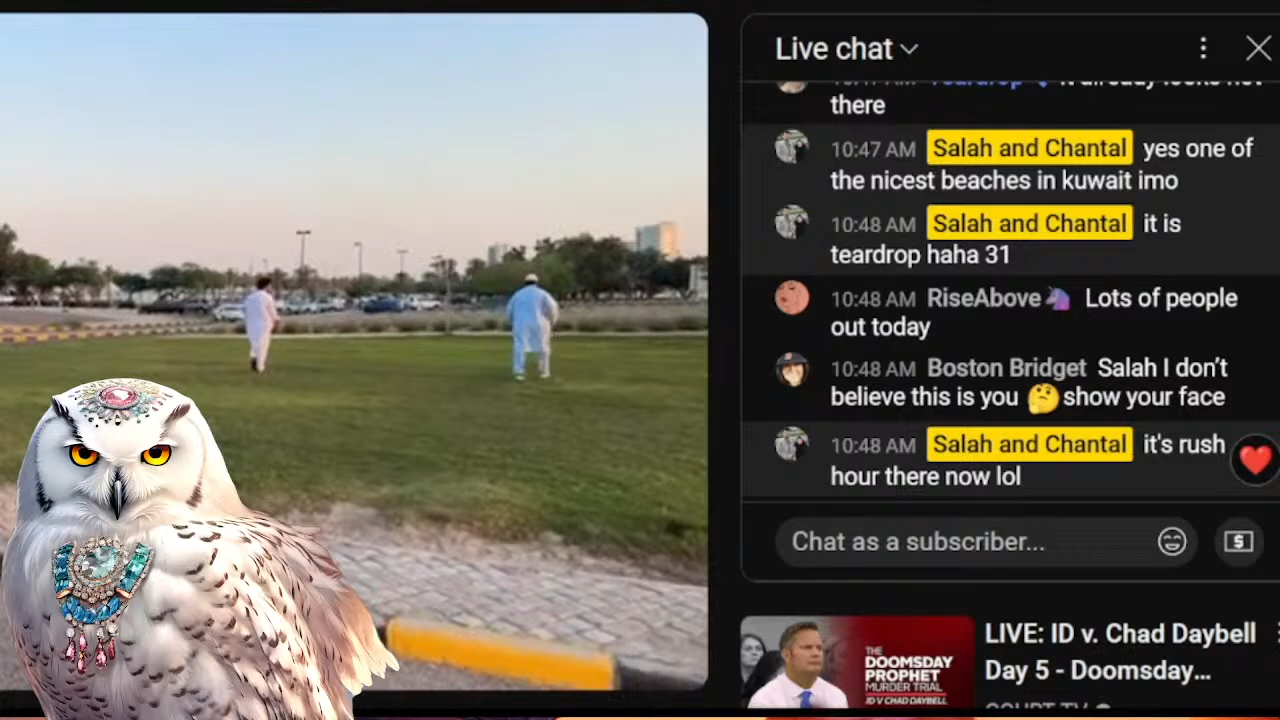 Live chat
there
10:47 AM Salah and Chantal yes one of
the nicest beaches in kuwait imo
10:48 AM Salah and Chantal it is
teardrop haha 31
10:48 AM RiseAbove Lots of people
out today
10:48 AM Boston Bridget Salah I don't
believe this is you 🤔 show your face
10:48 AM Salah and Chantal it's rush
hour there now lol
Chat as a subscriber...
LIVE: ID v. Chad Daybell
Day 5 - Doomsday...
THE
DOOMSDAY
PROPHET
MURDER TRIAL
ID V CHAD DAYBELL